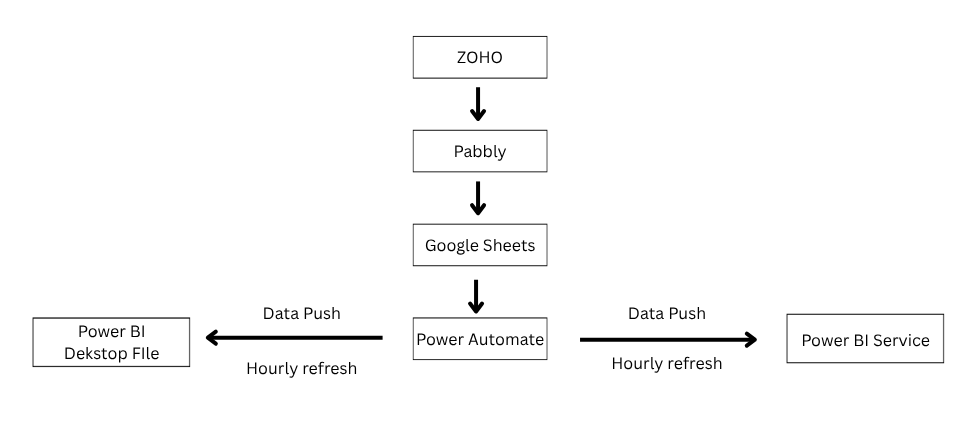 ZOHO
Pabbly
Google Sheets
Data Push
Data Push
Power BI
Dekstop FIle
Power Automate
Power BI Service
Hourly refresh
Hourly refresh